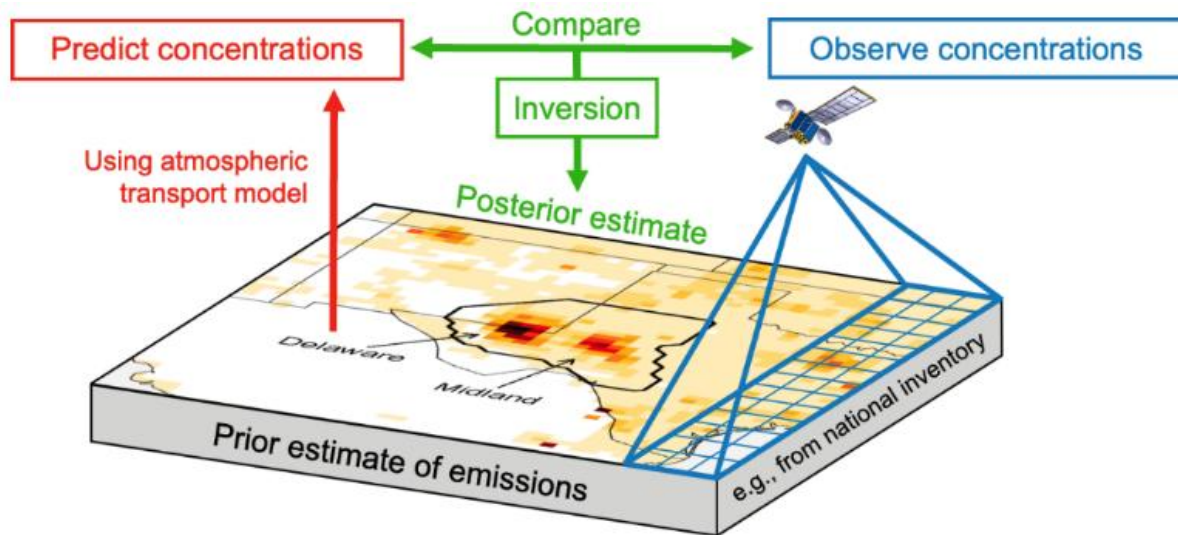 Compare
Predict concentrations
Observe concentrations
Inversion
Using atmospheric
transport model
Posterior estimate
Delaware
Midland
Prior estimate of emissions
e.g., from national inventory